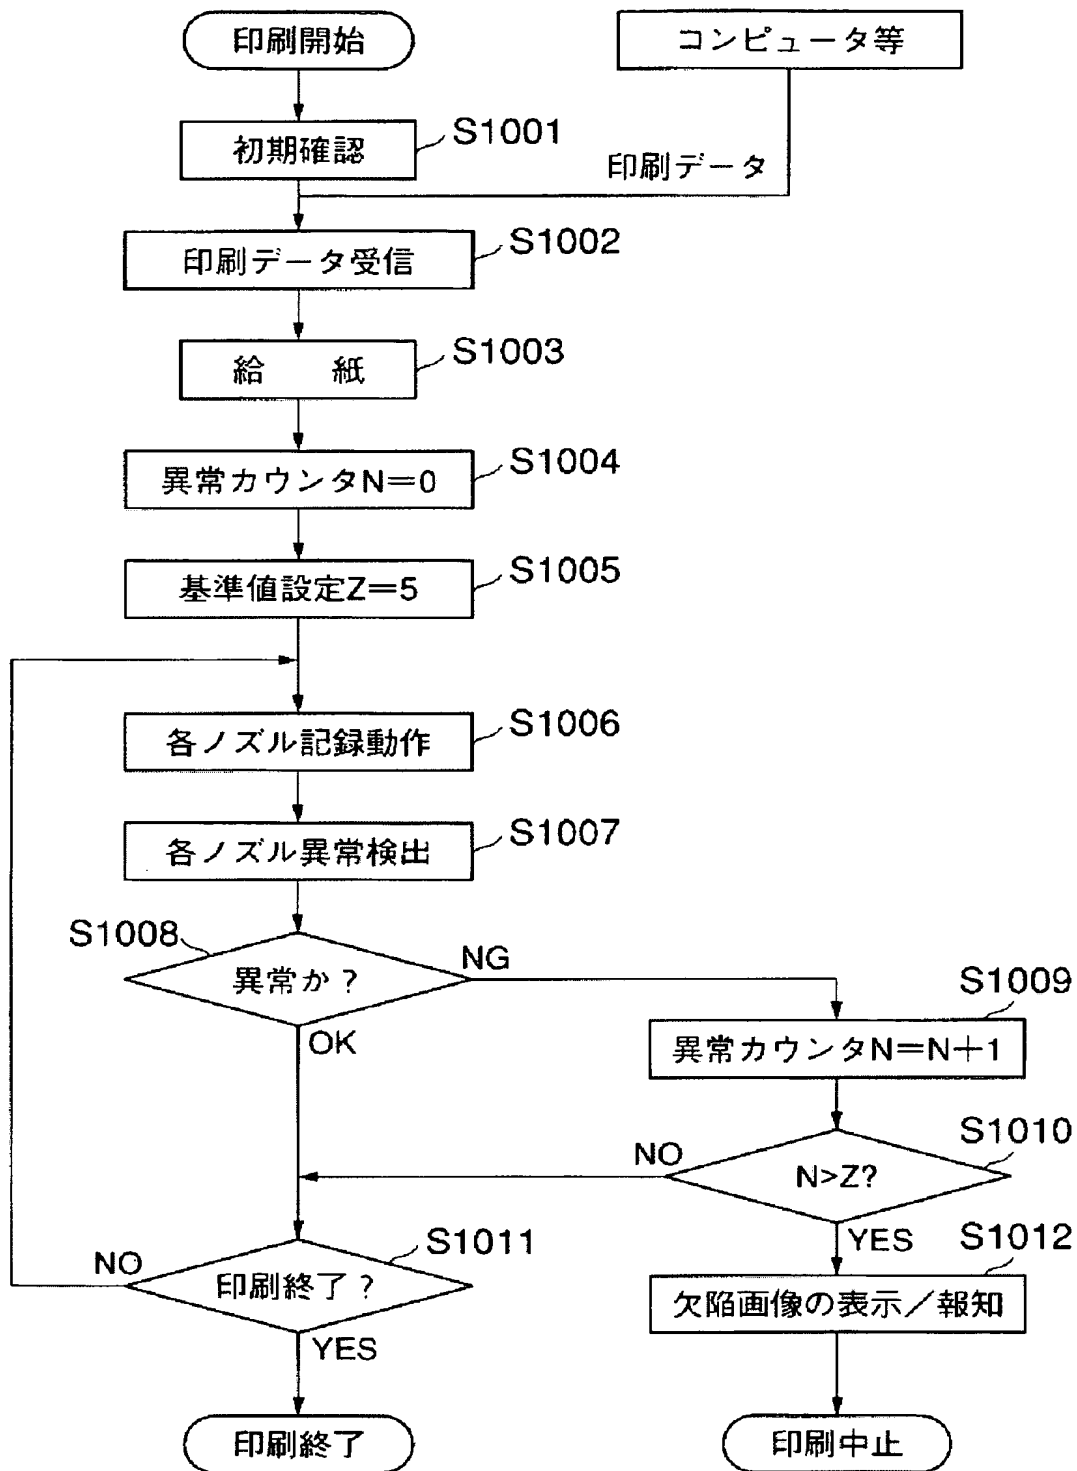 印刷開始
コンピュータ等
初期確認
S1001
印刷データ
印刷データ受信
S1002
給　　紙
S1003
異常カウンタN=0
S1004
基準値設定Z=5
S1005
各ノズル記録動作
S1006
各ノズル異常検出
S1007
S1008
異常か?
NG
OK
S1009
異常カウンタN=N+1
S1010
N>Z?
NO
YES
S1011
印刷終了?
NO
YES
S1012
欠陥画像の表示/報知
印刷終了
印刷中止